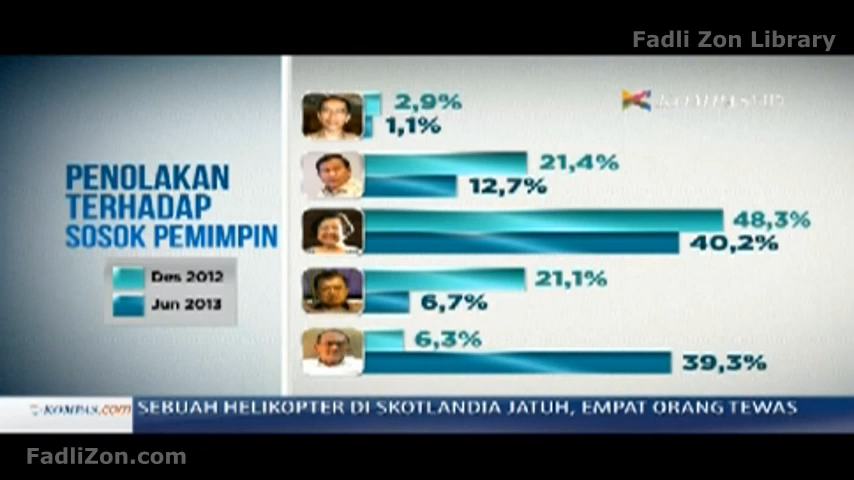 Fadli Zon Library
PENOLAKAN
TERHADAP
SOSOK PEMIMPIN
Des 2012
Jun 2013
2,9%
1,1%
21,4%
12,7%
48,3%
40,2%
21,1%
6,7%
6,3%
39,3%
KOMPAS.com
SEBUAH HELIKOPTER DI SKOTLANDIA JATUH, EMPAT ORANG TEWAS
FadliZon.com